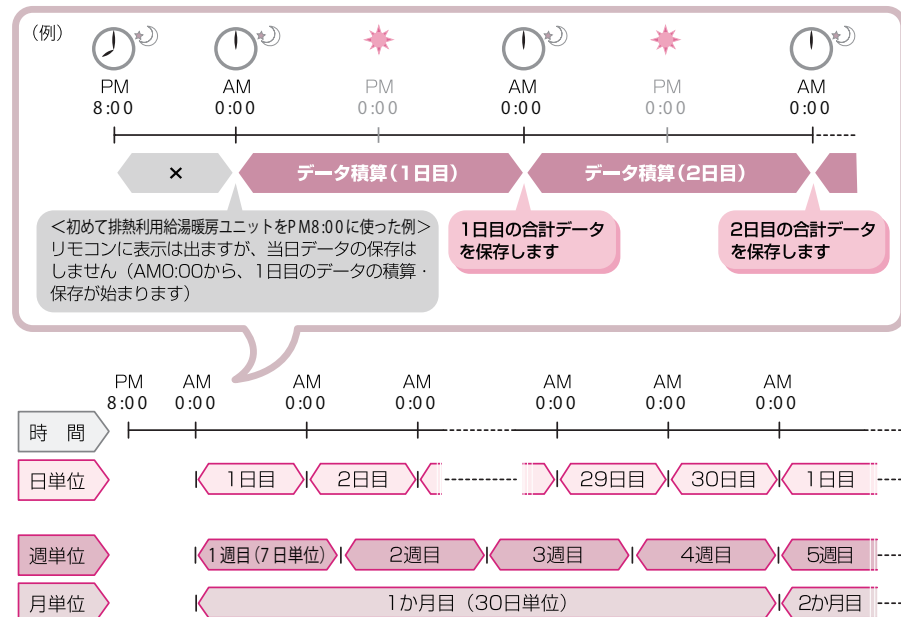 （例）
PM AM PM AM PM AM
8:00 0:00 0:00 0:00 0:00 0:00
× データ積算（1日目） データ積算（2日目）
＜初めて排熱利用給湯暖房ユニットをPM8:00に使った例＞
リモコンに表示は出ますが、当日データの保存は
しません（AM0:00から、1日目のデータの積算・
保存が始まります）
1日目の合計データ
を保存します
2日目の合計データ
を保存します
PM AM AM AM AM AM AM
8:00 0:00 0:00 0:00 0:00 0:00 0:00
時 間
日単位 1日目 2日目 29日目 30日目 1日目
週単位 1週目（7日単位） 2週目 3週目 4週目 5週目
月単位 1か月目（30日単位） 2か月目